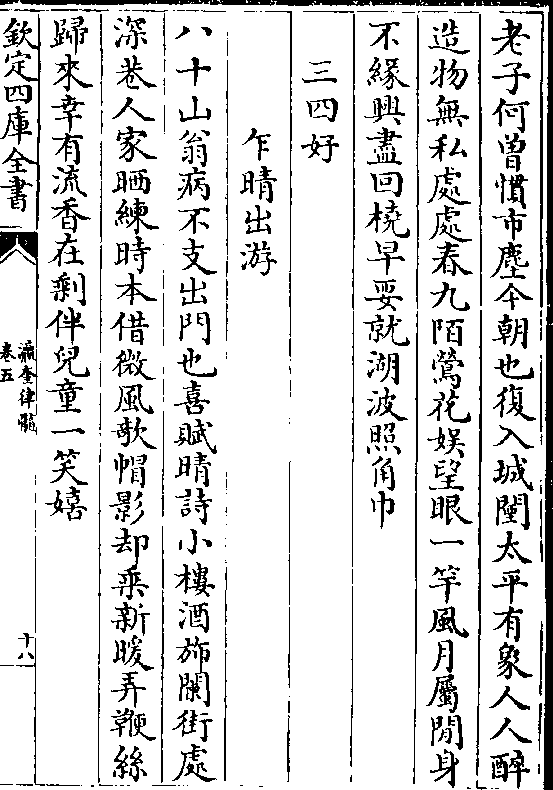 老子何曽慣市塵今朝也復入城闉太平有象人人醉
造物無私處處春九陌鶯花娱望眼一竿風月屬閒身
不緣興盡回橈早要就湖波照角巾
三四好
乍晴出游
八十山翁病不支出門也喜賦晴詩小樓酒斾闌街處
深巷人家晒練時本借微風欹帽影却乘新暖弄鞭絲
歸來幸有流香在剩伴兒童一笑嬉
欽定四庫全書
瀛奎律髓
卷五
十八